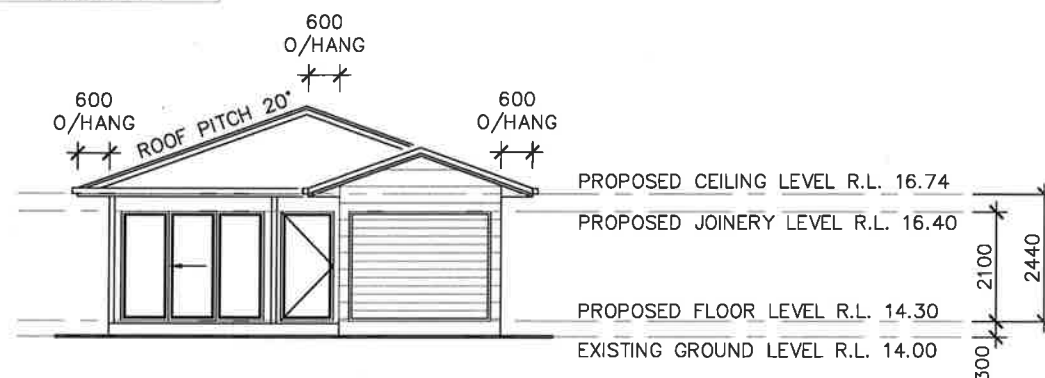 600
O/HANG
600
O/HANG
ROOF PITCH 20°
600
O/HANG
PROPOSED CEILING LEVEL R.L. 16.74
PROPOSED JOINERY LEVEL R.L. 16.40
2100
2440
PROPOSED FLOOR LEVEL R.L. 14.30
EXISTING GROUND LEVEL R.L. 14.00
300